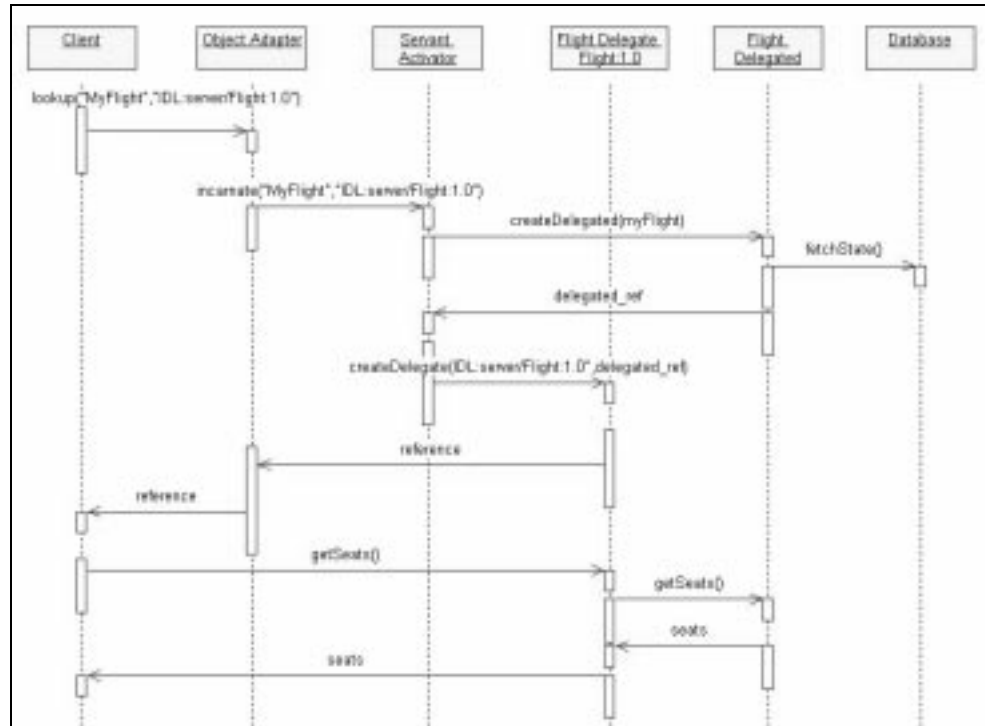 Client
Object Adapter
Servant
Activator
Flight Delegate
Flight:1.0
Flight
Delegated
Database
lookup("MyFlight","IDL:server/Flight:1.0")
incarnate("MyFlight","IDL:server/Flight:1.0")
createDelegated(myFlight)
fetchState()
delegated_ref
createDelegate(IDL:server/Flight:1.0",delegated_ref)
reference
reference
getSeats()
getSeats()
seats
seats